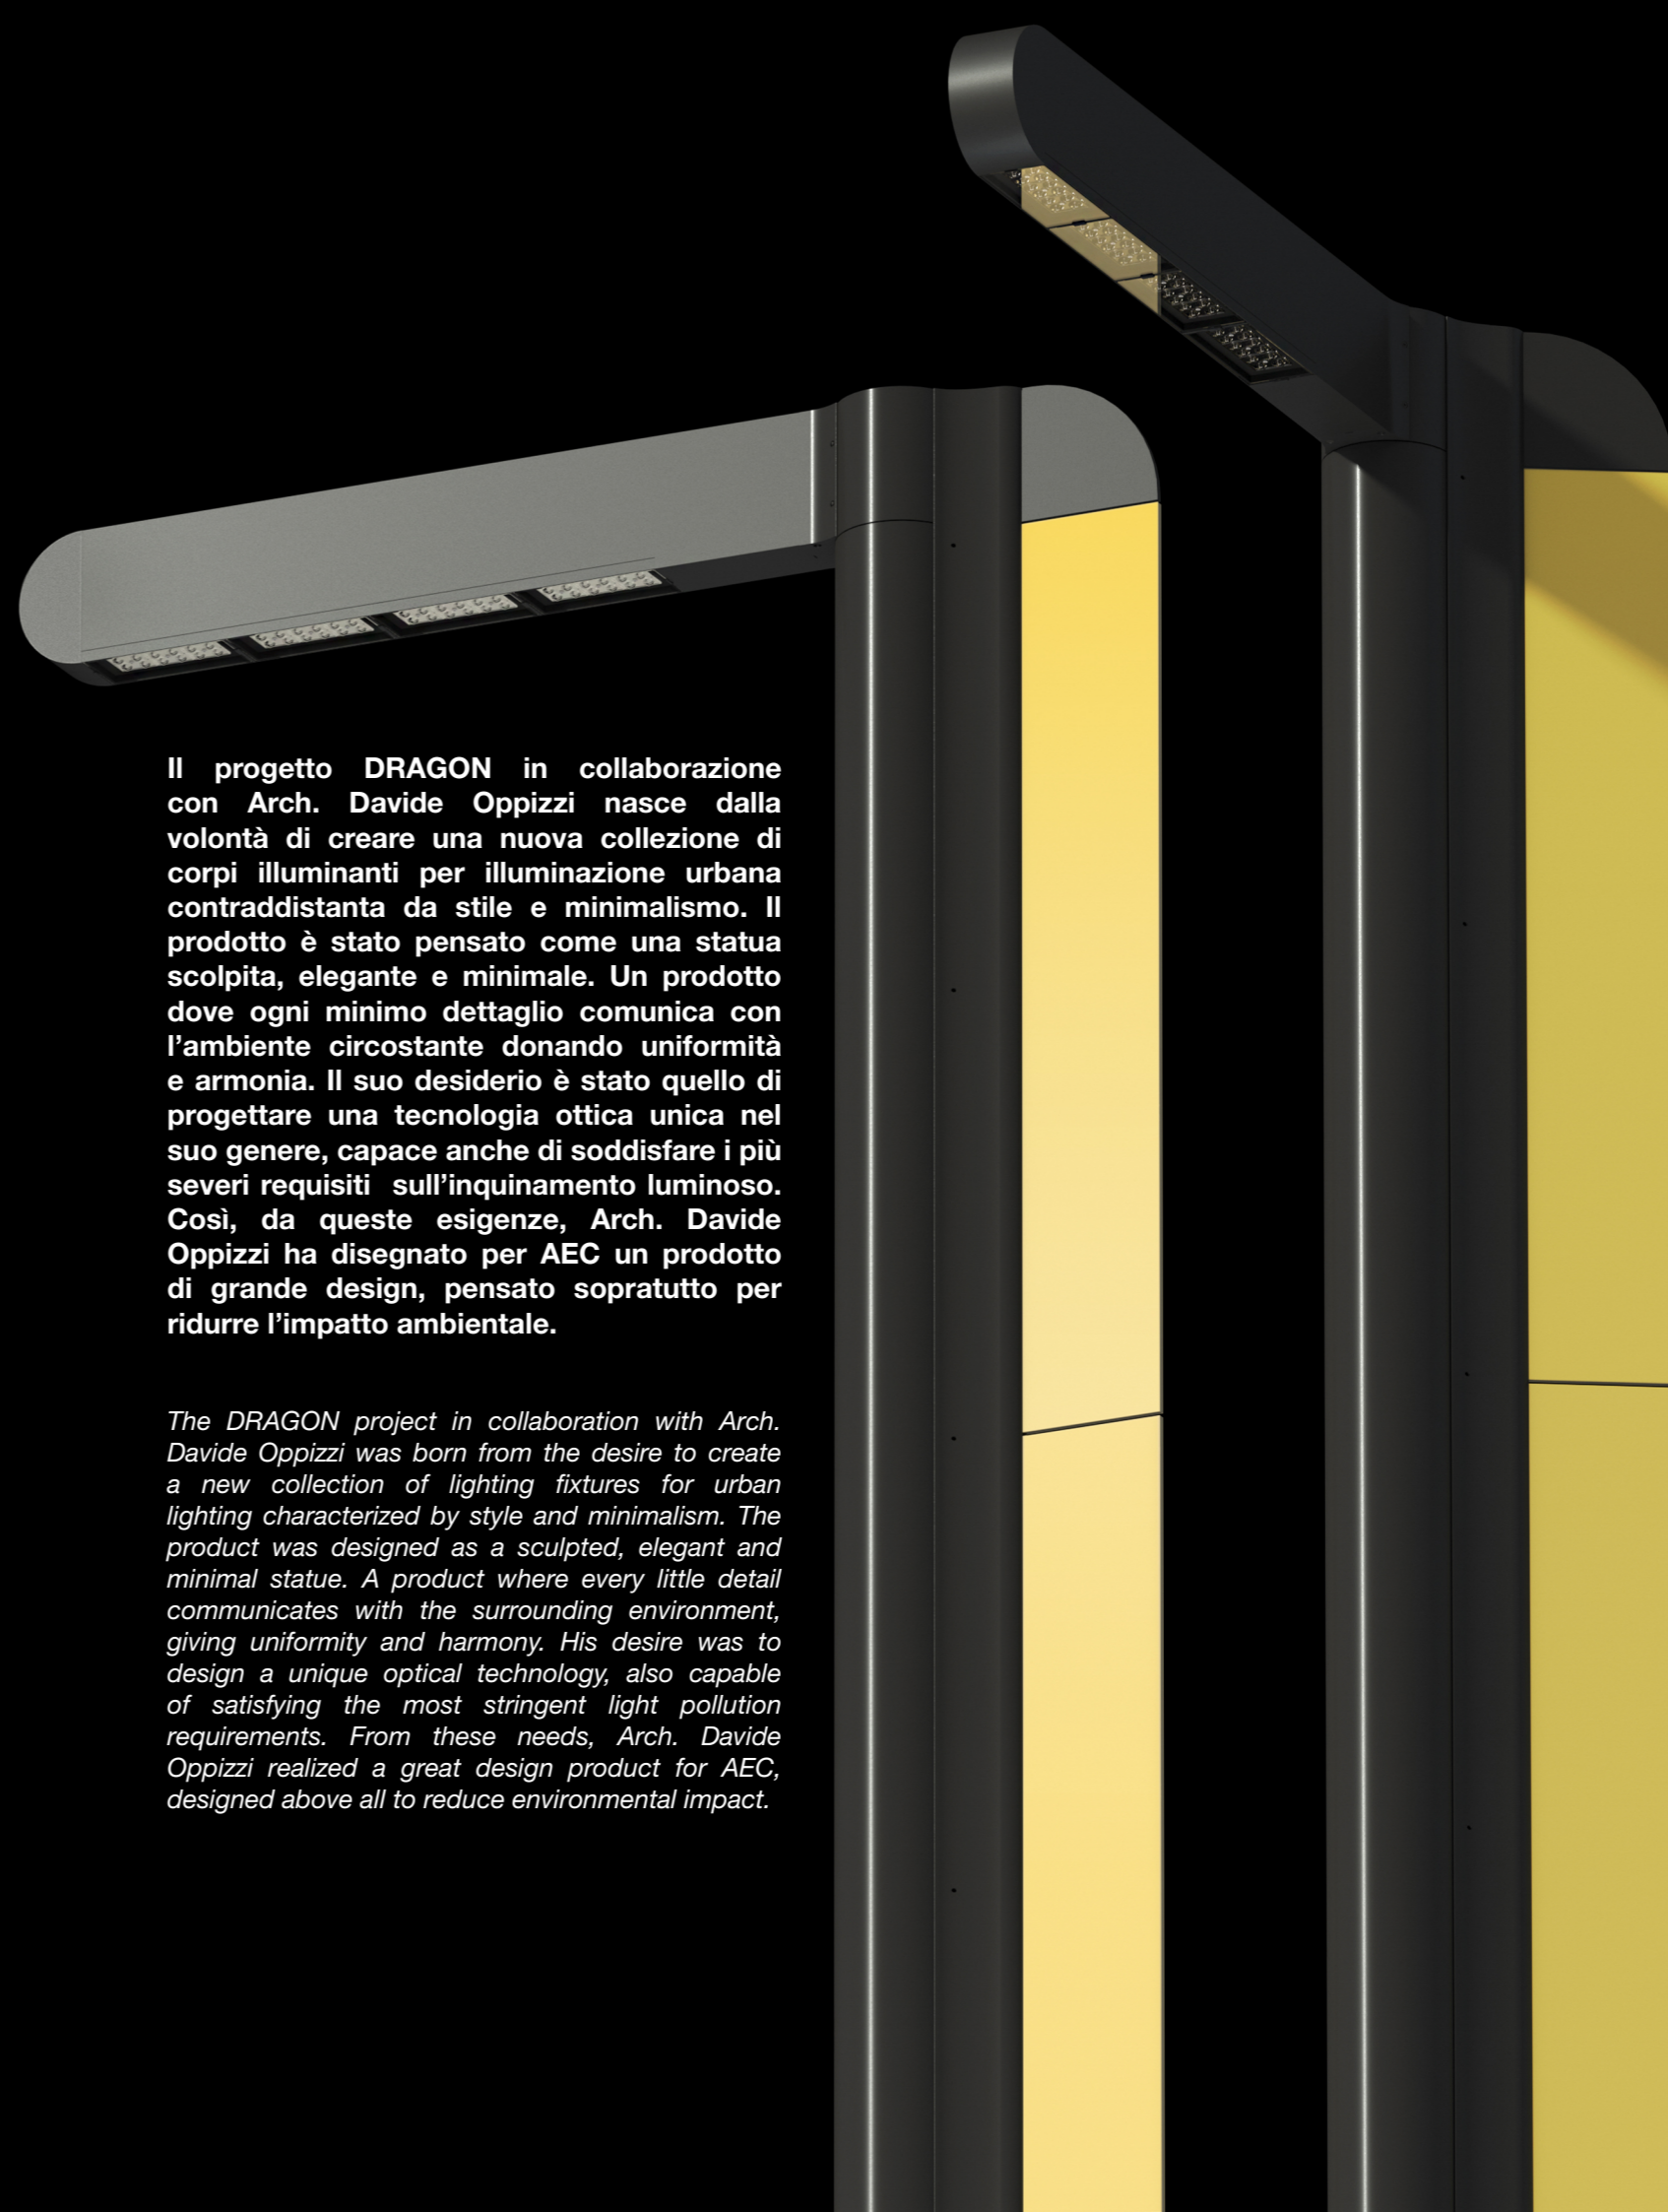 Il progetto DRAGON in collaborazione
con Arch. Davide Oppizzi nasce dalla
volontà di creare una nuova collezione di
corpi illuminanti per illuminazione urbana
contraddistanta da stile e minimalismo. Il
prodotto è stato pensato come una statua
scolpita, elegante e minimale. Un prodotto
dove ogni minimo dettaglio comunica con
l’ambiente circostante donando uniformità
e armonia. Il suo desiderio è stato quello di
progettare una tecnologia ottica unica nel
suo genere, capace anche di soddisfare i più
severi requisiti sull’inquinamento luminoso.
Così, da queste esigenze, Arch. Davide
Oppizzi ha disegnato per AEC un prodotto
di grande design, pensato sopratutto per
ridurre l’impatto ambientale.
The DRAGON project in collaboration with Arch.
Davide Oppizzi was born from the desire to create
a new collection of lighting fixtures for urban
lighting characterized by style and minimalism. The
product was designed as a sculpted, elegant and
minimal statue. A product where every little detail
communicates with the surrounding environment,
giving uniformity and harmony. His desire was to
design a unique optical technology, also capable
of satisfying the most stringent light pollution
requirements. From these needs, Arch. Davide
Oppizzi realized a great design product for AEC,
designed above all to reduce environmental impact.